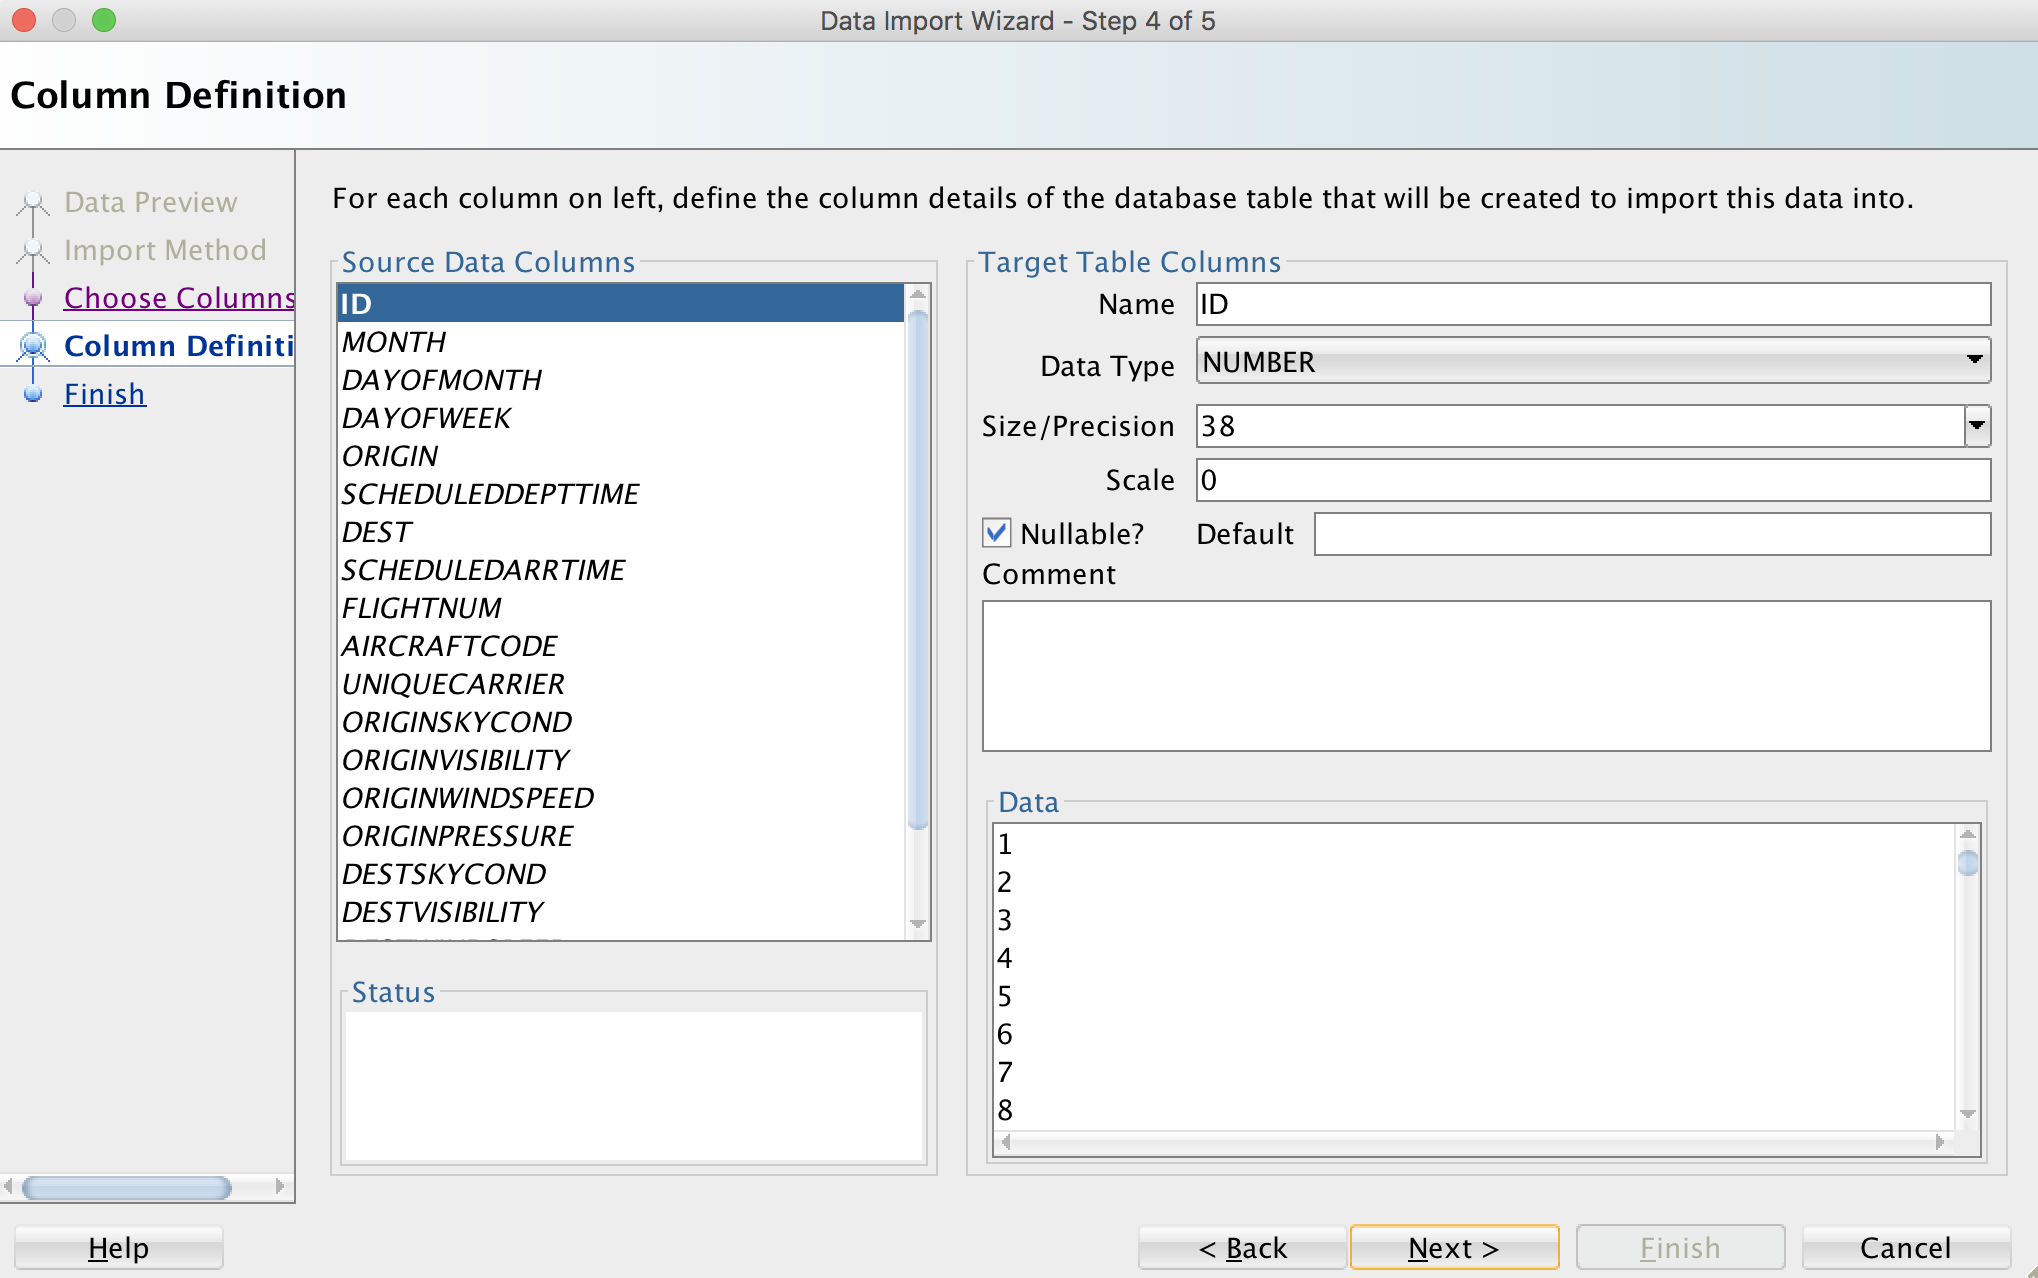 Data Import Wizard - Step 4 of 5
Column Definition
Data Preview
Import Method
Choose Columns
Column Definiti
Finish
For each column on left, define the column details of the database table that will be created to import this data into.
Source Data Columns
ID
MONTH
DAYOFMONTH
DAYOFWEEK
ORIGIN
SCHEDULEDDEPTTIME
DEST
SCHEDULEDARRTIME
FLIGHTNUM
AIRCRAFTCODE
UNIQUECARRIER
ORIGINSKYCOND
ORIGINVISIBILITY
ORIGINWINDSPEED
ORIGINPRESSURE
DESTSKYCOND
DESTVISIBILITY
Status
Target Table Columns
Name ID
Data Type NUMBER
Size/Precision 38
Scale 0
Nullable? Default
Comment
Data
1
2
3
4
5
6
7
8
Help
< Back Next > Finish Cancel